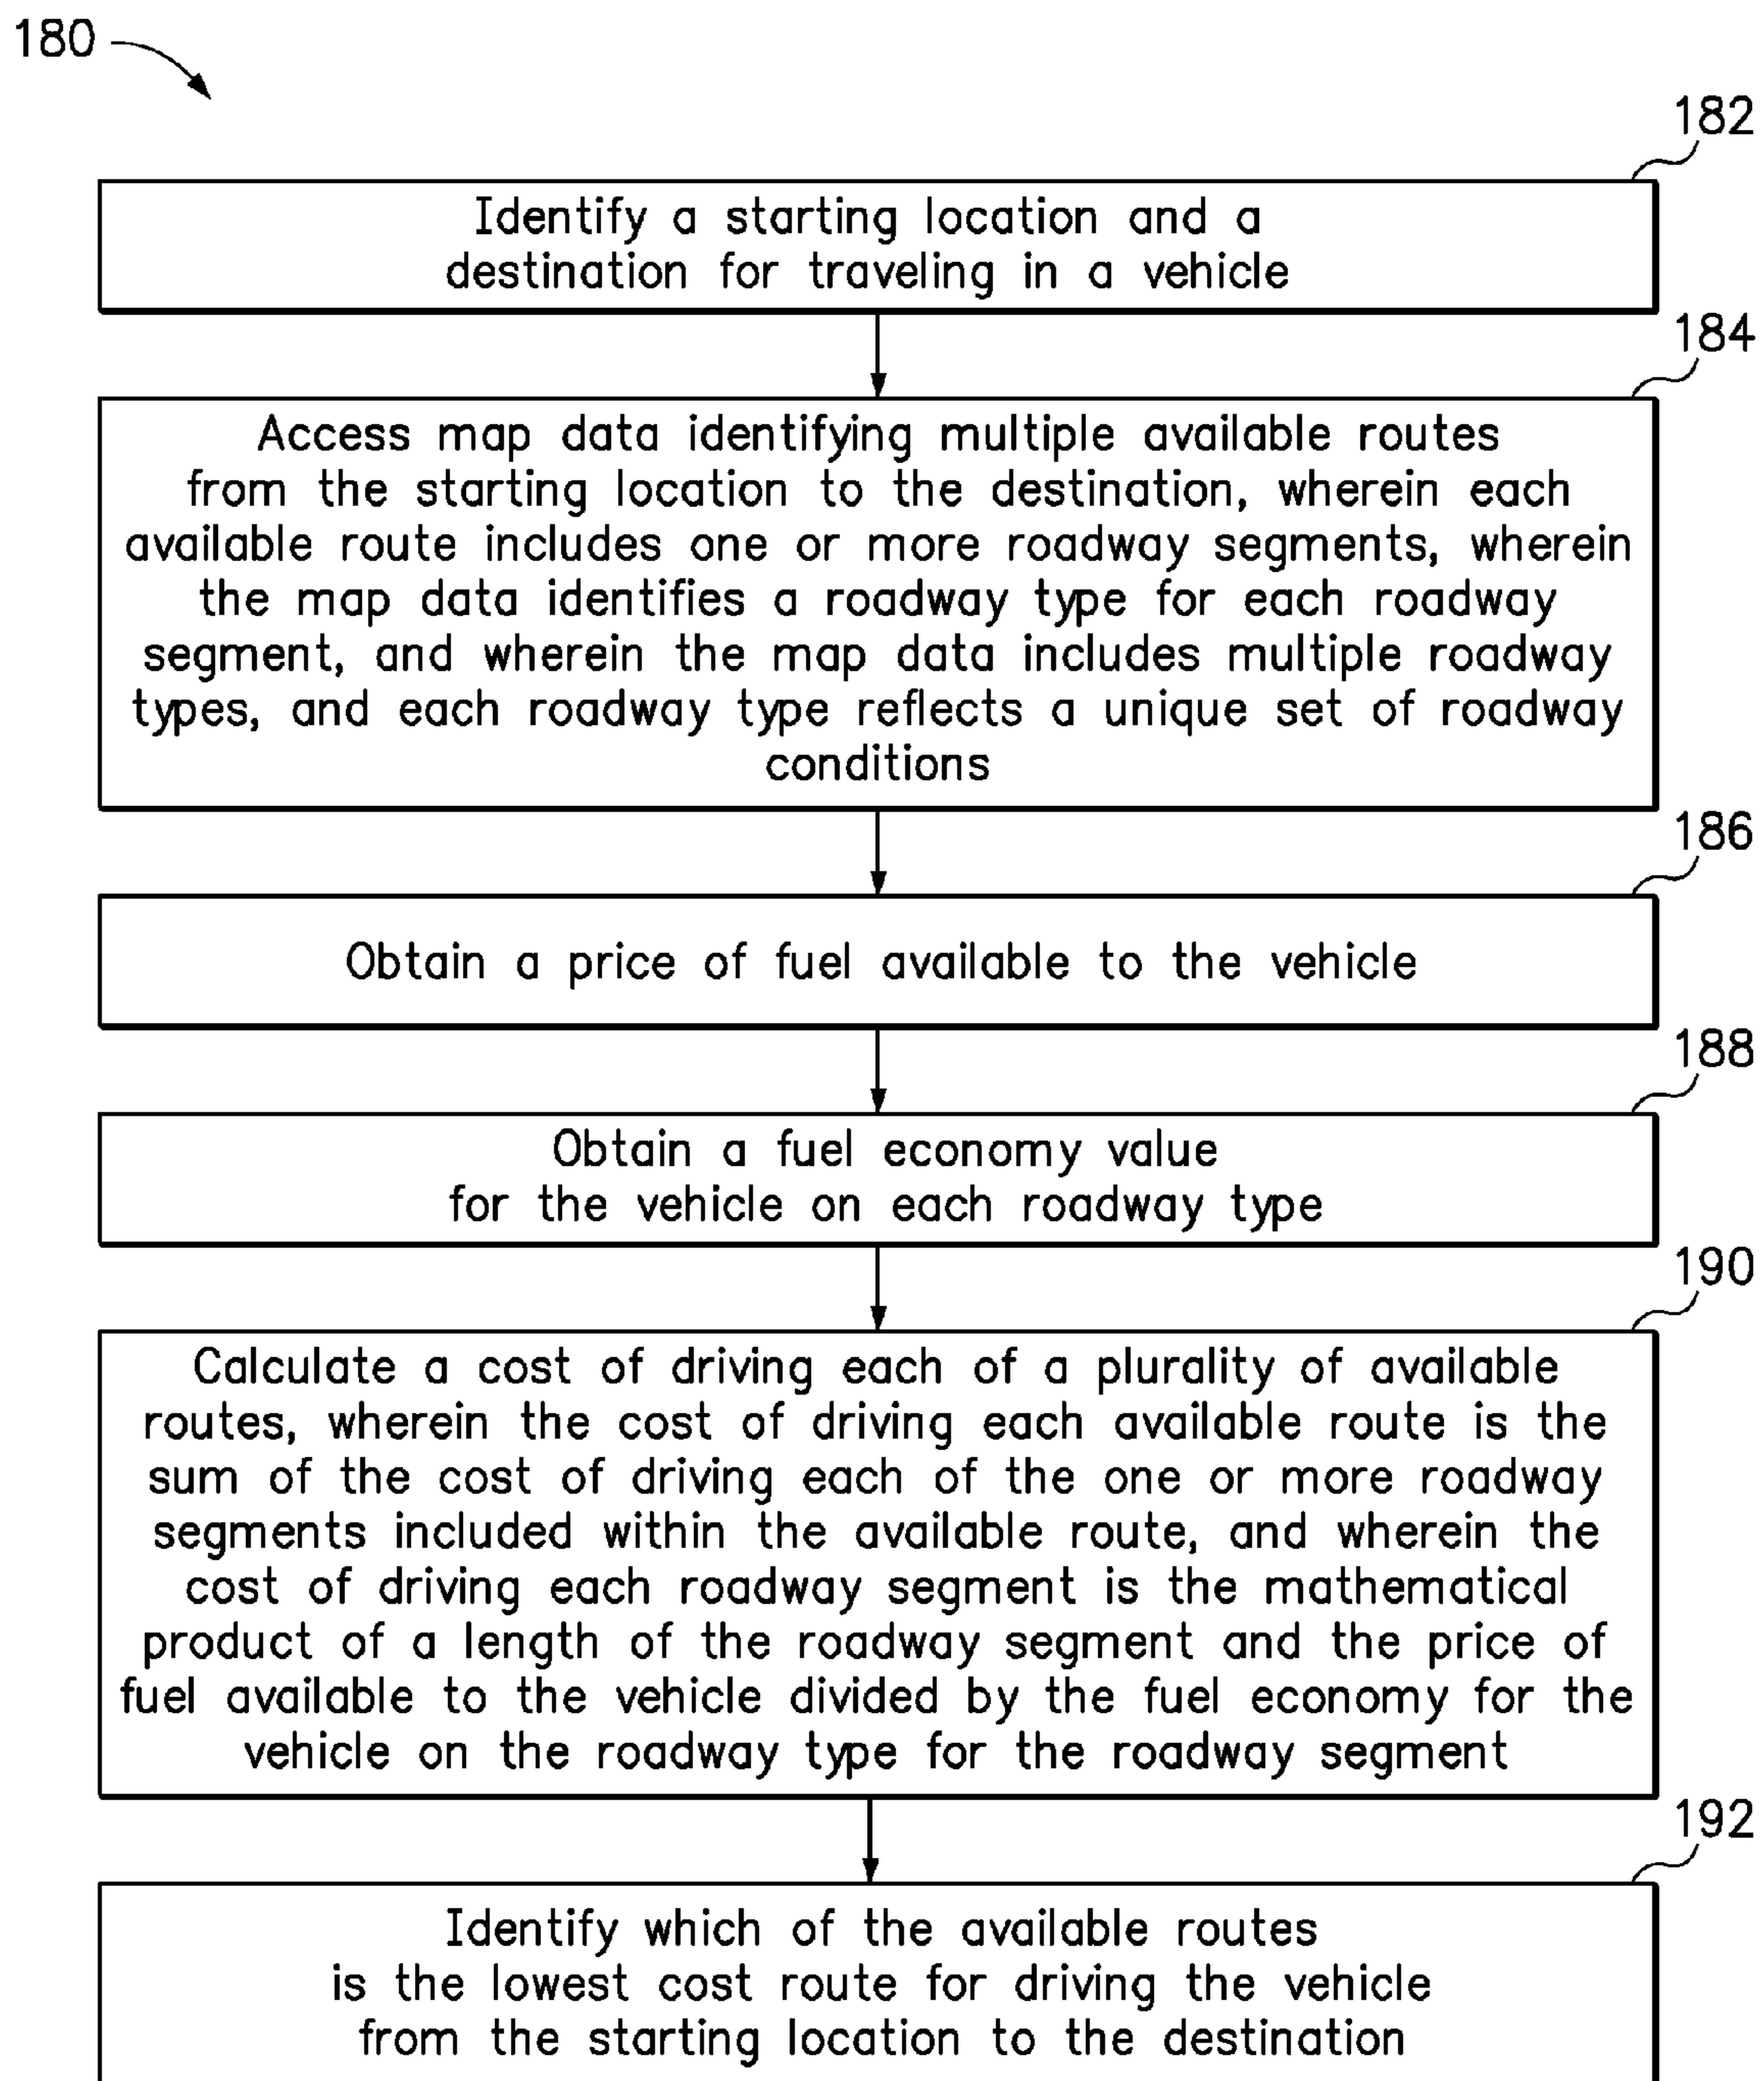 180
182
Identify a starting location and a
destination for traveling in a vehicle
184
Access map data identifying multiple available routes
from the starting location to the destination, wherein each
available route includes one or more roadway segments, wherein
the map data identifies a roadway type for each roadway
segment, and wherein the map data includes multiple roadway
types, and each roadway type reflects a unique set of roadway
conditions
186
Obtain a price of fuel available to the vehicle
188
Obtain a fuel economy value
for the vehicle on each roadway type
190
Calculate a cost of driving each of a plurality of available
routes, wherein the cost of driving each available route is the
sum of the cost of driving each of the one or more roadway
segments included within the available route, and wherein the
cost of driving each roadway segment is the mathematical
product of a length of the roadway segment and the price of
fuel available to the vehicle divided by the fuel economy for the
vehicle on the roadway type for the roadway segment
192
Identify which of the available routes
is the lowest cost route for driving the vehicle
from the starting location to the destination